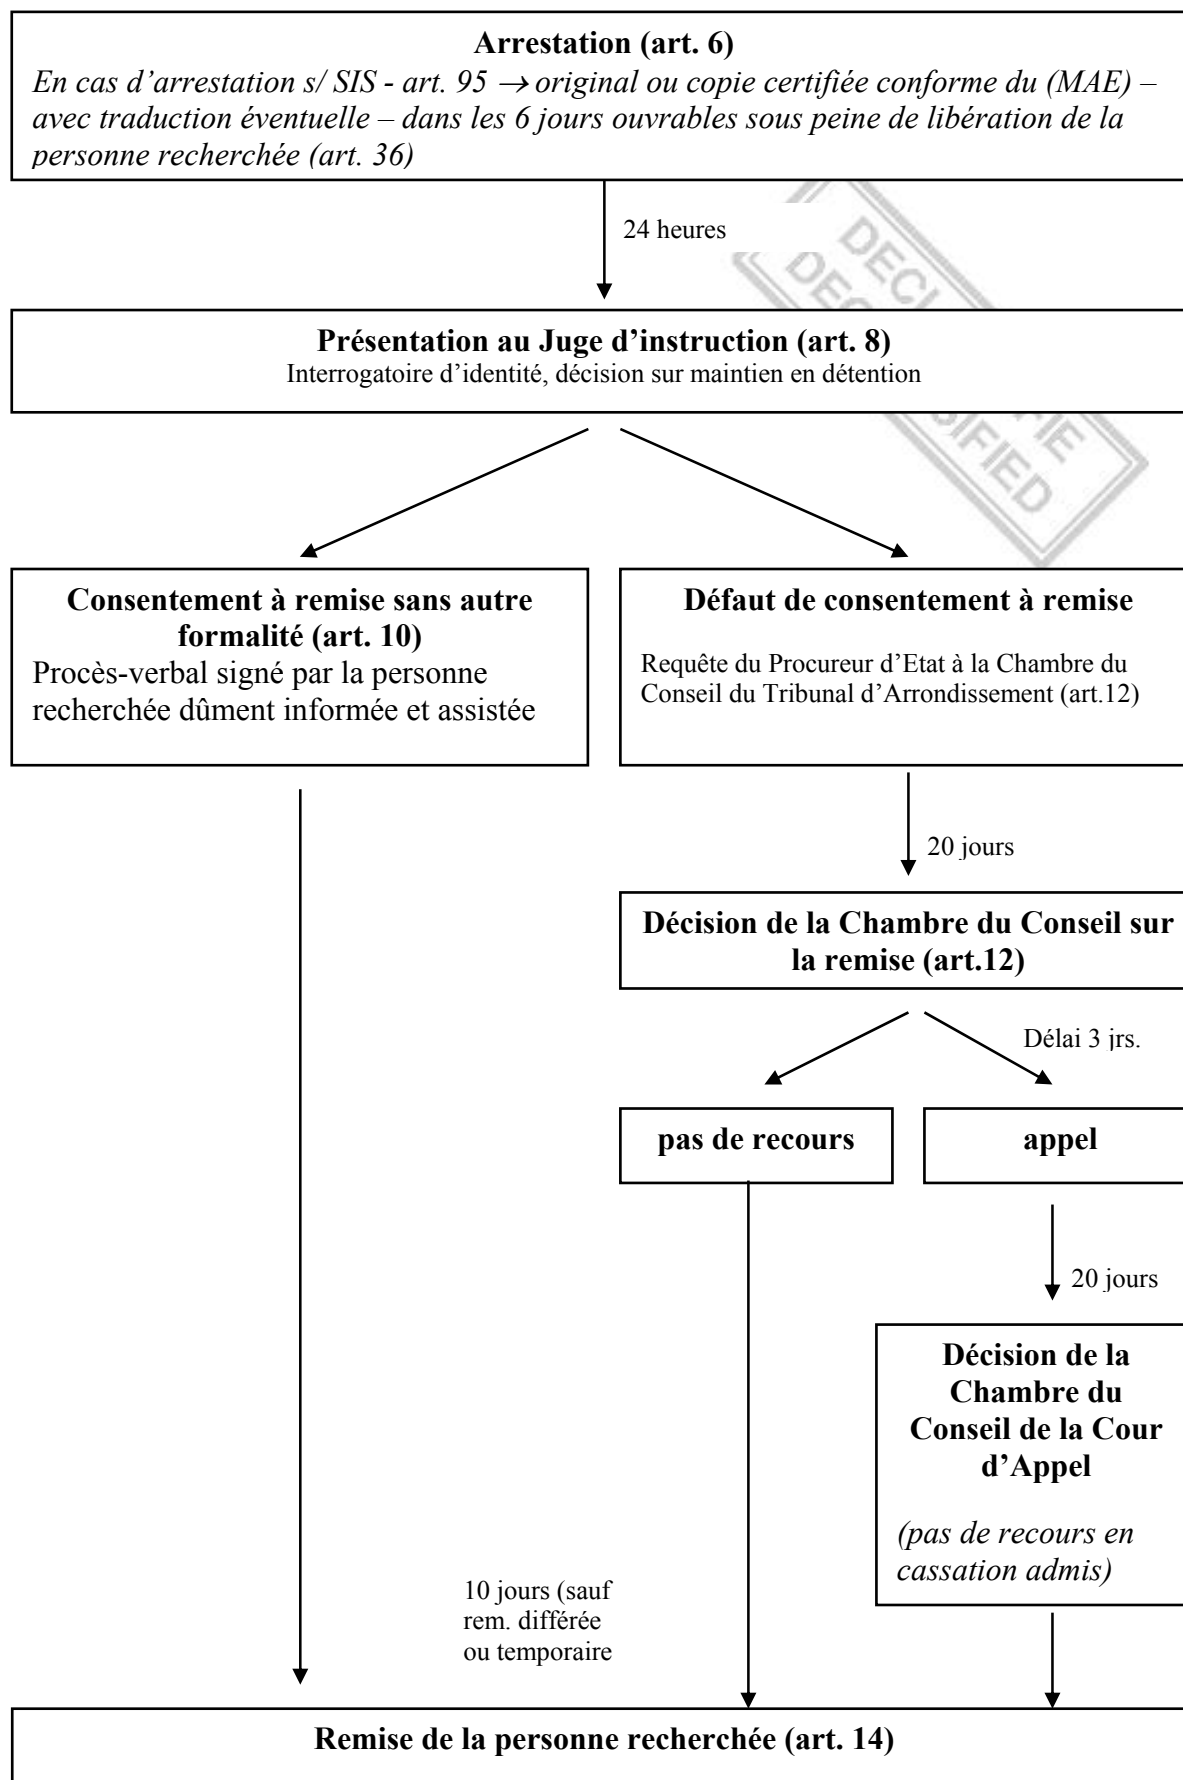 Arrestation (art. 6)
En cas d’arrestation s/ SIS - art. 95 → original ou copie certifiée conforme du (MAE) –
avec traduction éventuelle – dans les 6 jours ouvrables sous peine de libération de la
personne recherchée (art. 36)
24 heures
Présentation au Juge d’instruction (art. 8)
Interrogatoire d’identité, décision sur maintien en détention
Consentement à remise sans autre
formalité (art. 10)
Procès-verbal signé par la personne
recherchée dûment informée et assistée
Défaut de consentement à remise
Requête du Procureur d’Etat à la Chambre du
Conseil du Tribunal d’Arrondissement (art.12)
20 jours
Décision de la Chambre du Conseil sur
la remise (art.12)
Délai 3 jrs.
pas de recours
appel
20 jours
Décision de la
Chambre du
Conseil de la Cour
d’Appel
(pas de recours en
cassation admis)
10 jours (sauf
rem. différée
ou temporaire
Remise de la personne recherchée (art. 14)